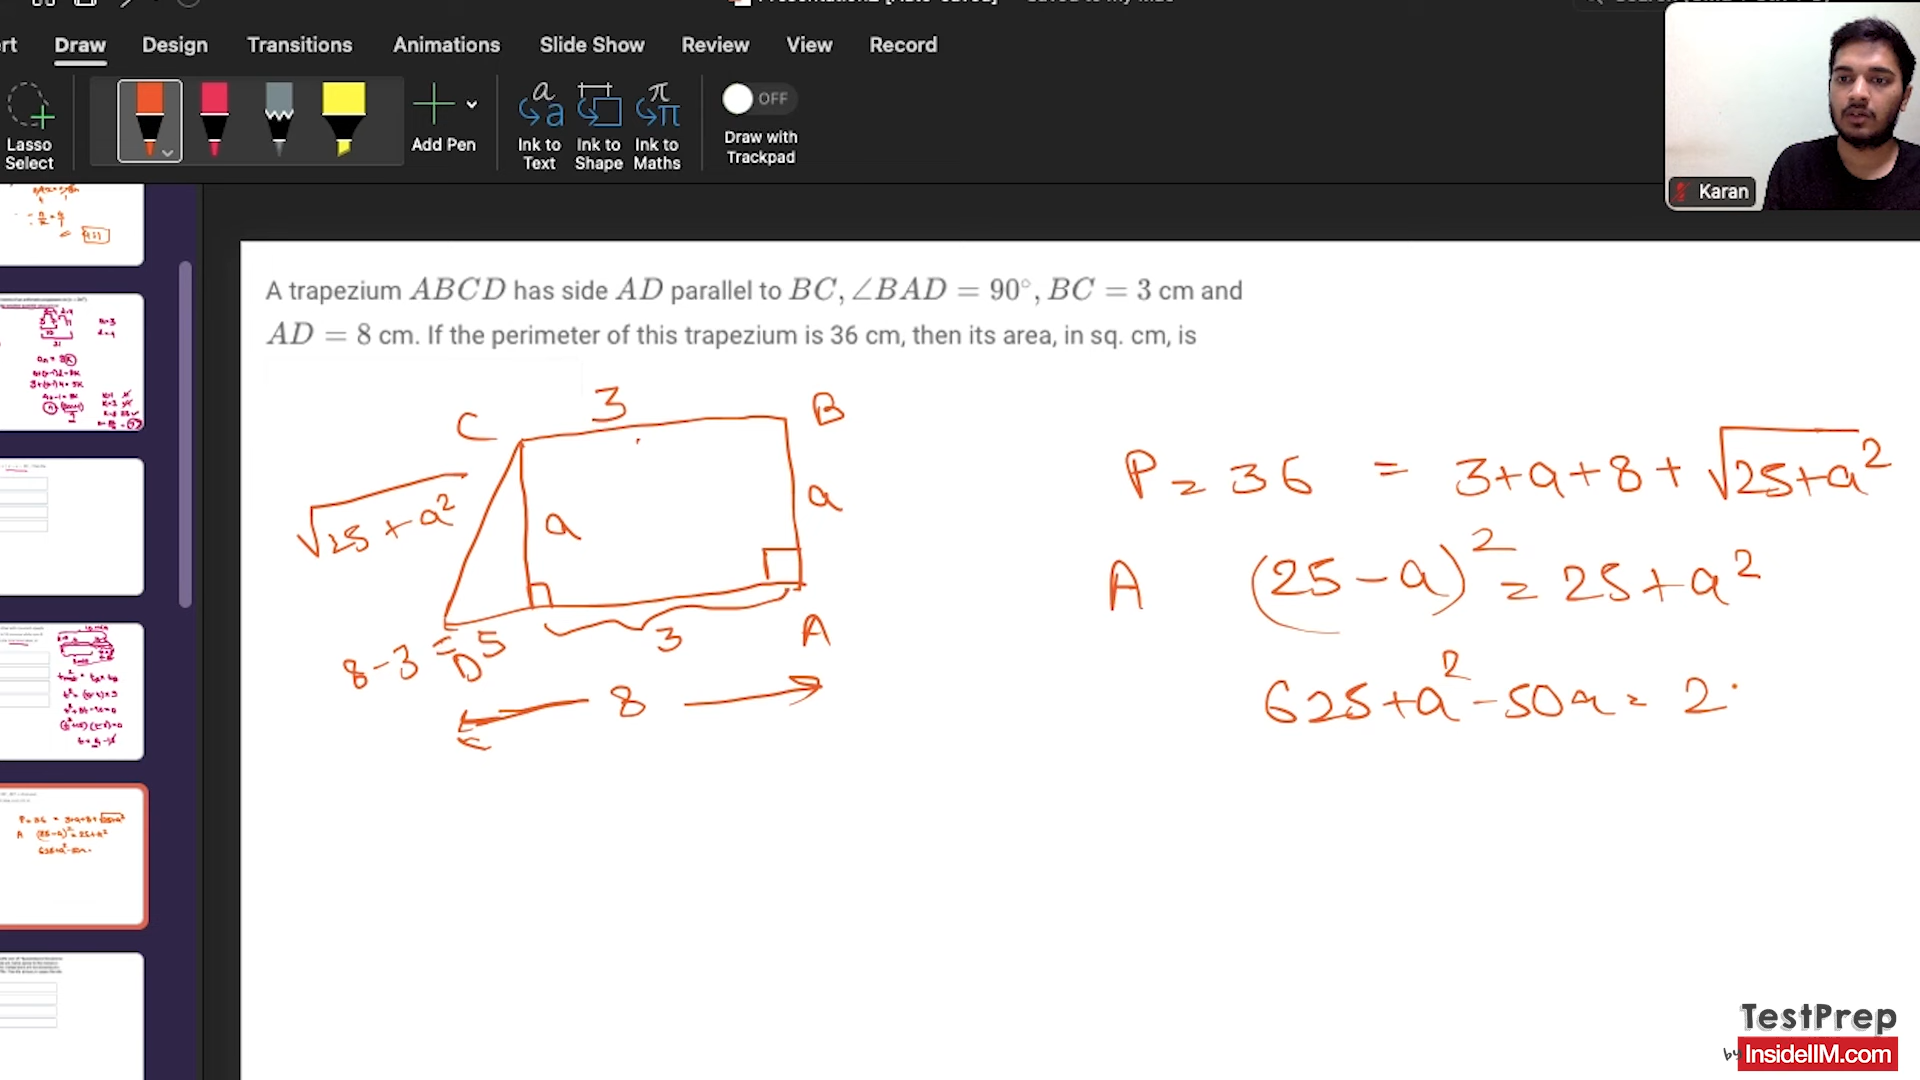 Draw Design Transitions Animations Slide Show Review View Record
Lasso Select
Add Pen
Ink to Text
Ink to Shape
Ink to Maths
OFF
Draw with Trackpad
Karan
A trapezium ABCD has side AD parallel to BC, ∠BAD = 90°, BC = 3 cm and
AD = 8 cm. If the perimeter of this trapezium is 36 cm, then its area, in sq. cm, is
3
C
B
√25 + a²
a
a
8-3 = 5
D
3
A
8
P = 36 = 3+a+8+√25+a²
A (25-a)² = 25+a²
625+a²-50a = 2
TestPrep
by InsideIIM.com